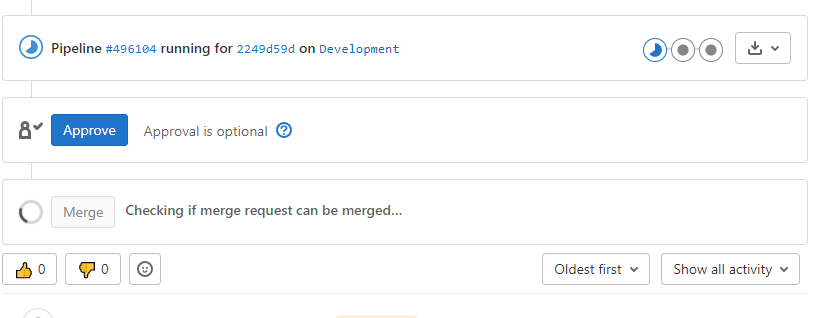 Pipeline #496104 running for 2249d59d on Development
Approve Approval is optional ?
Merge Checking if merge request can be merged...
0 0 Oldest first Show all activity